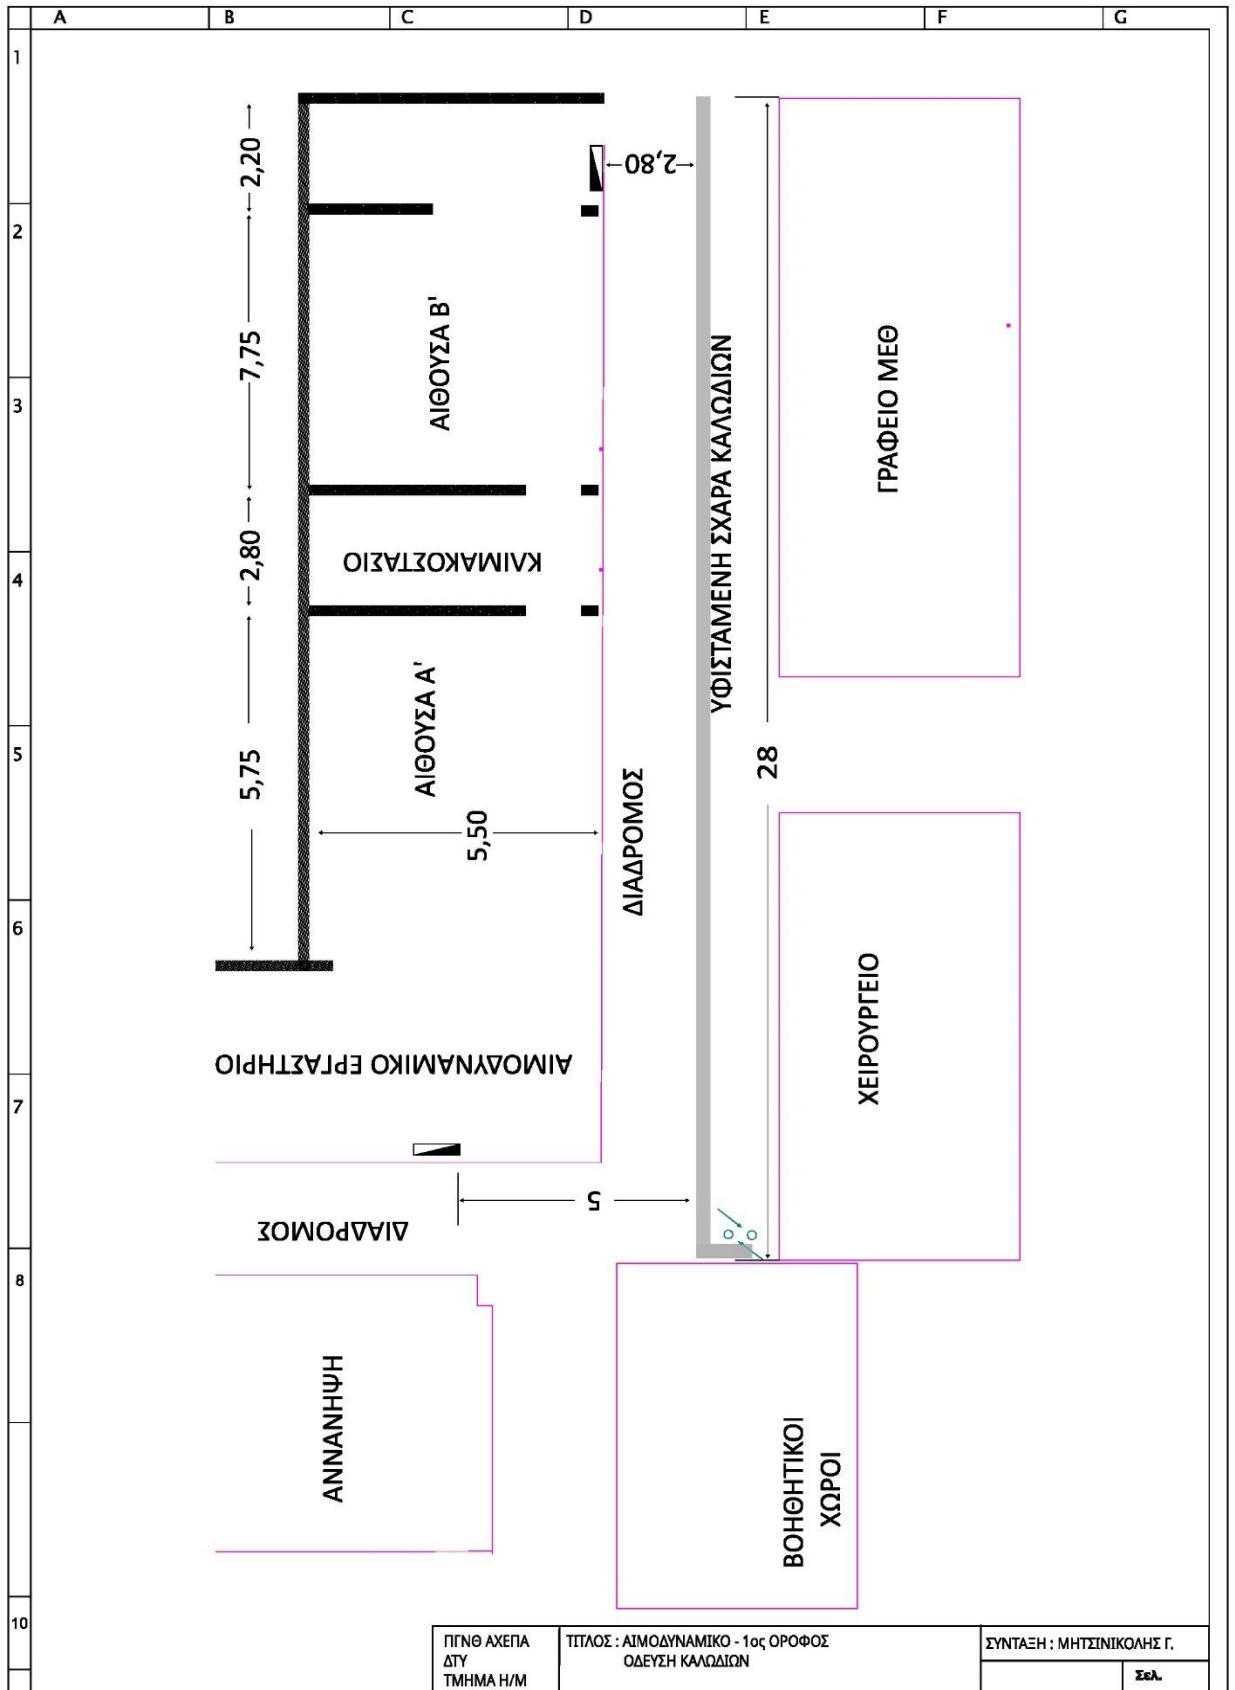 A B C D E F G
1
2
3
4
5
6
7
8
10
2,20
7,75
2,80
5,75
2,80
ΑΙΘΟΥΣΑ Β'
ΚΛΙΜΑΚΟΣΤΑΣΙΟ
ΑΙΘΟΥΣΑ Α'
5,50
ΔΙΑΔΡΟΜΟΣ
ΥΦΙΣΤΑΜΕΝΗ ΣΧΑΡΑ ΚΑΛΩΔΙΩΝ
28
ΓΡΑΦΕΙΟ ΜΕΘ
ΧΕΙΡΟΥΡΓΕΙΟ
ΑΙΜΟΔΥΝΑΜΙΚΟ ΕΡΓΑΣΤΗΡΙΟ
5
ΔΙΑΔΡΟΜΟΣ
ΑΝΝΑΝΗΨΗ
ΒΟΗΘΗΤΙΚΟΙ
ΧΩΡΟΙ
ΠΓΝΘ ΑΧΕΠΑ
ΔΤΥ
ΤΜΗΜΑ Η/Μ
ΤΙΤΛΟΣ : ΑΙΜΟΔΥΝΑΜΙΚΟ - 1ος ΟΡΟΦΟΣ
ΟΔΕΥΣΗ ΚΑΛΩΔΙΩΝ
ΣΥΝΤΑΞΗ : ΜΗΤΣΙΝΙΚΟΛΗΣ Γ.
Σελ.